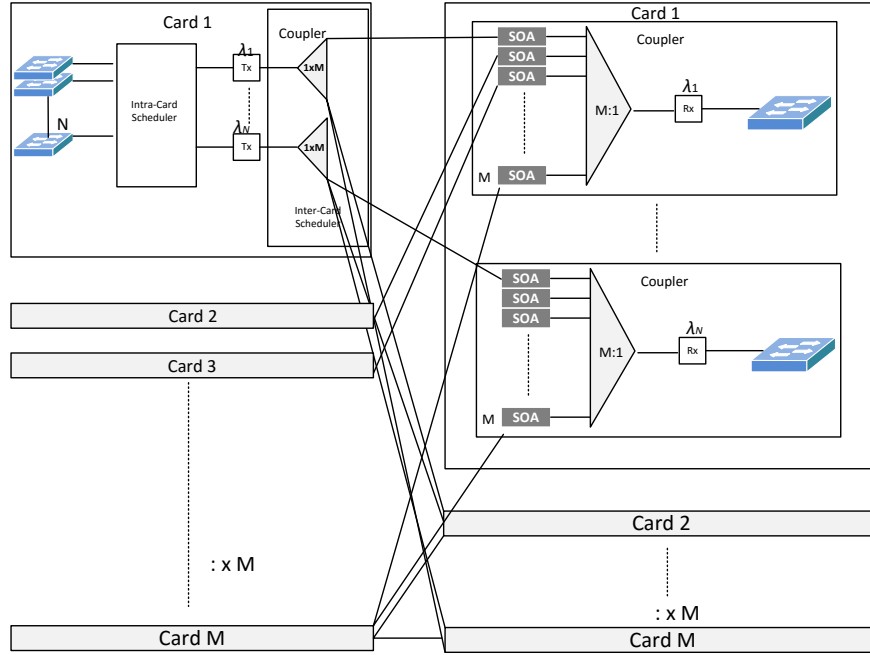 Card 1
Coupler
λ1
Tx
1xM
Intra-Card
Scheduler
N
λN
Tx
1xM
Inter-Card
Scheduler
Card 2
Card 3
: x M
Card M
Card 1
SOA
SOA
SOA
Coupler
M:1
λ1
Rx
M
SOA
SOA
SOA
SOA
Coupler
M:1
λN
Rx
M
SOA
Card 2
: x M
Card M